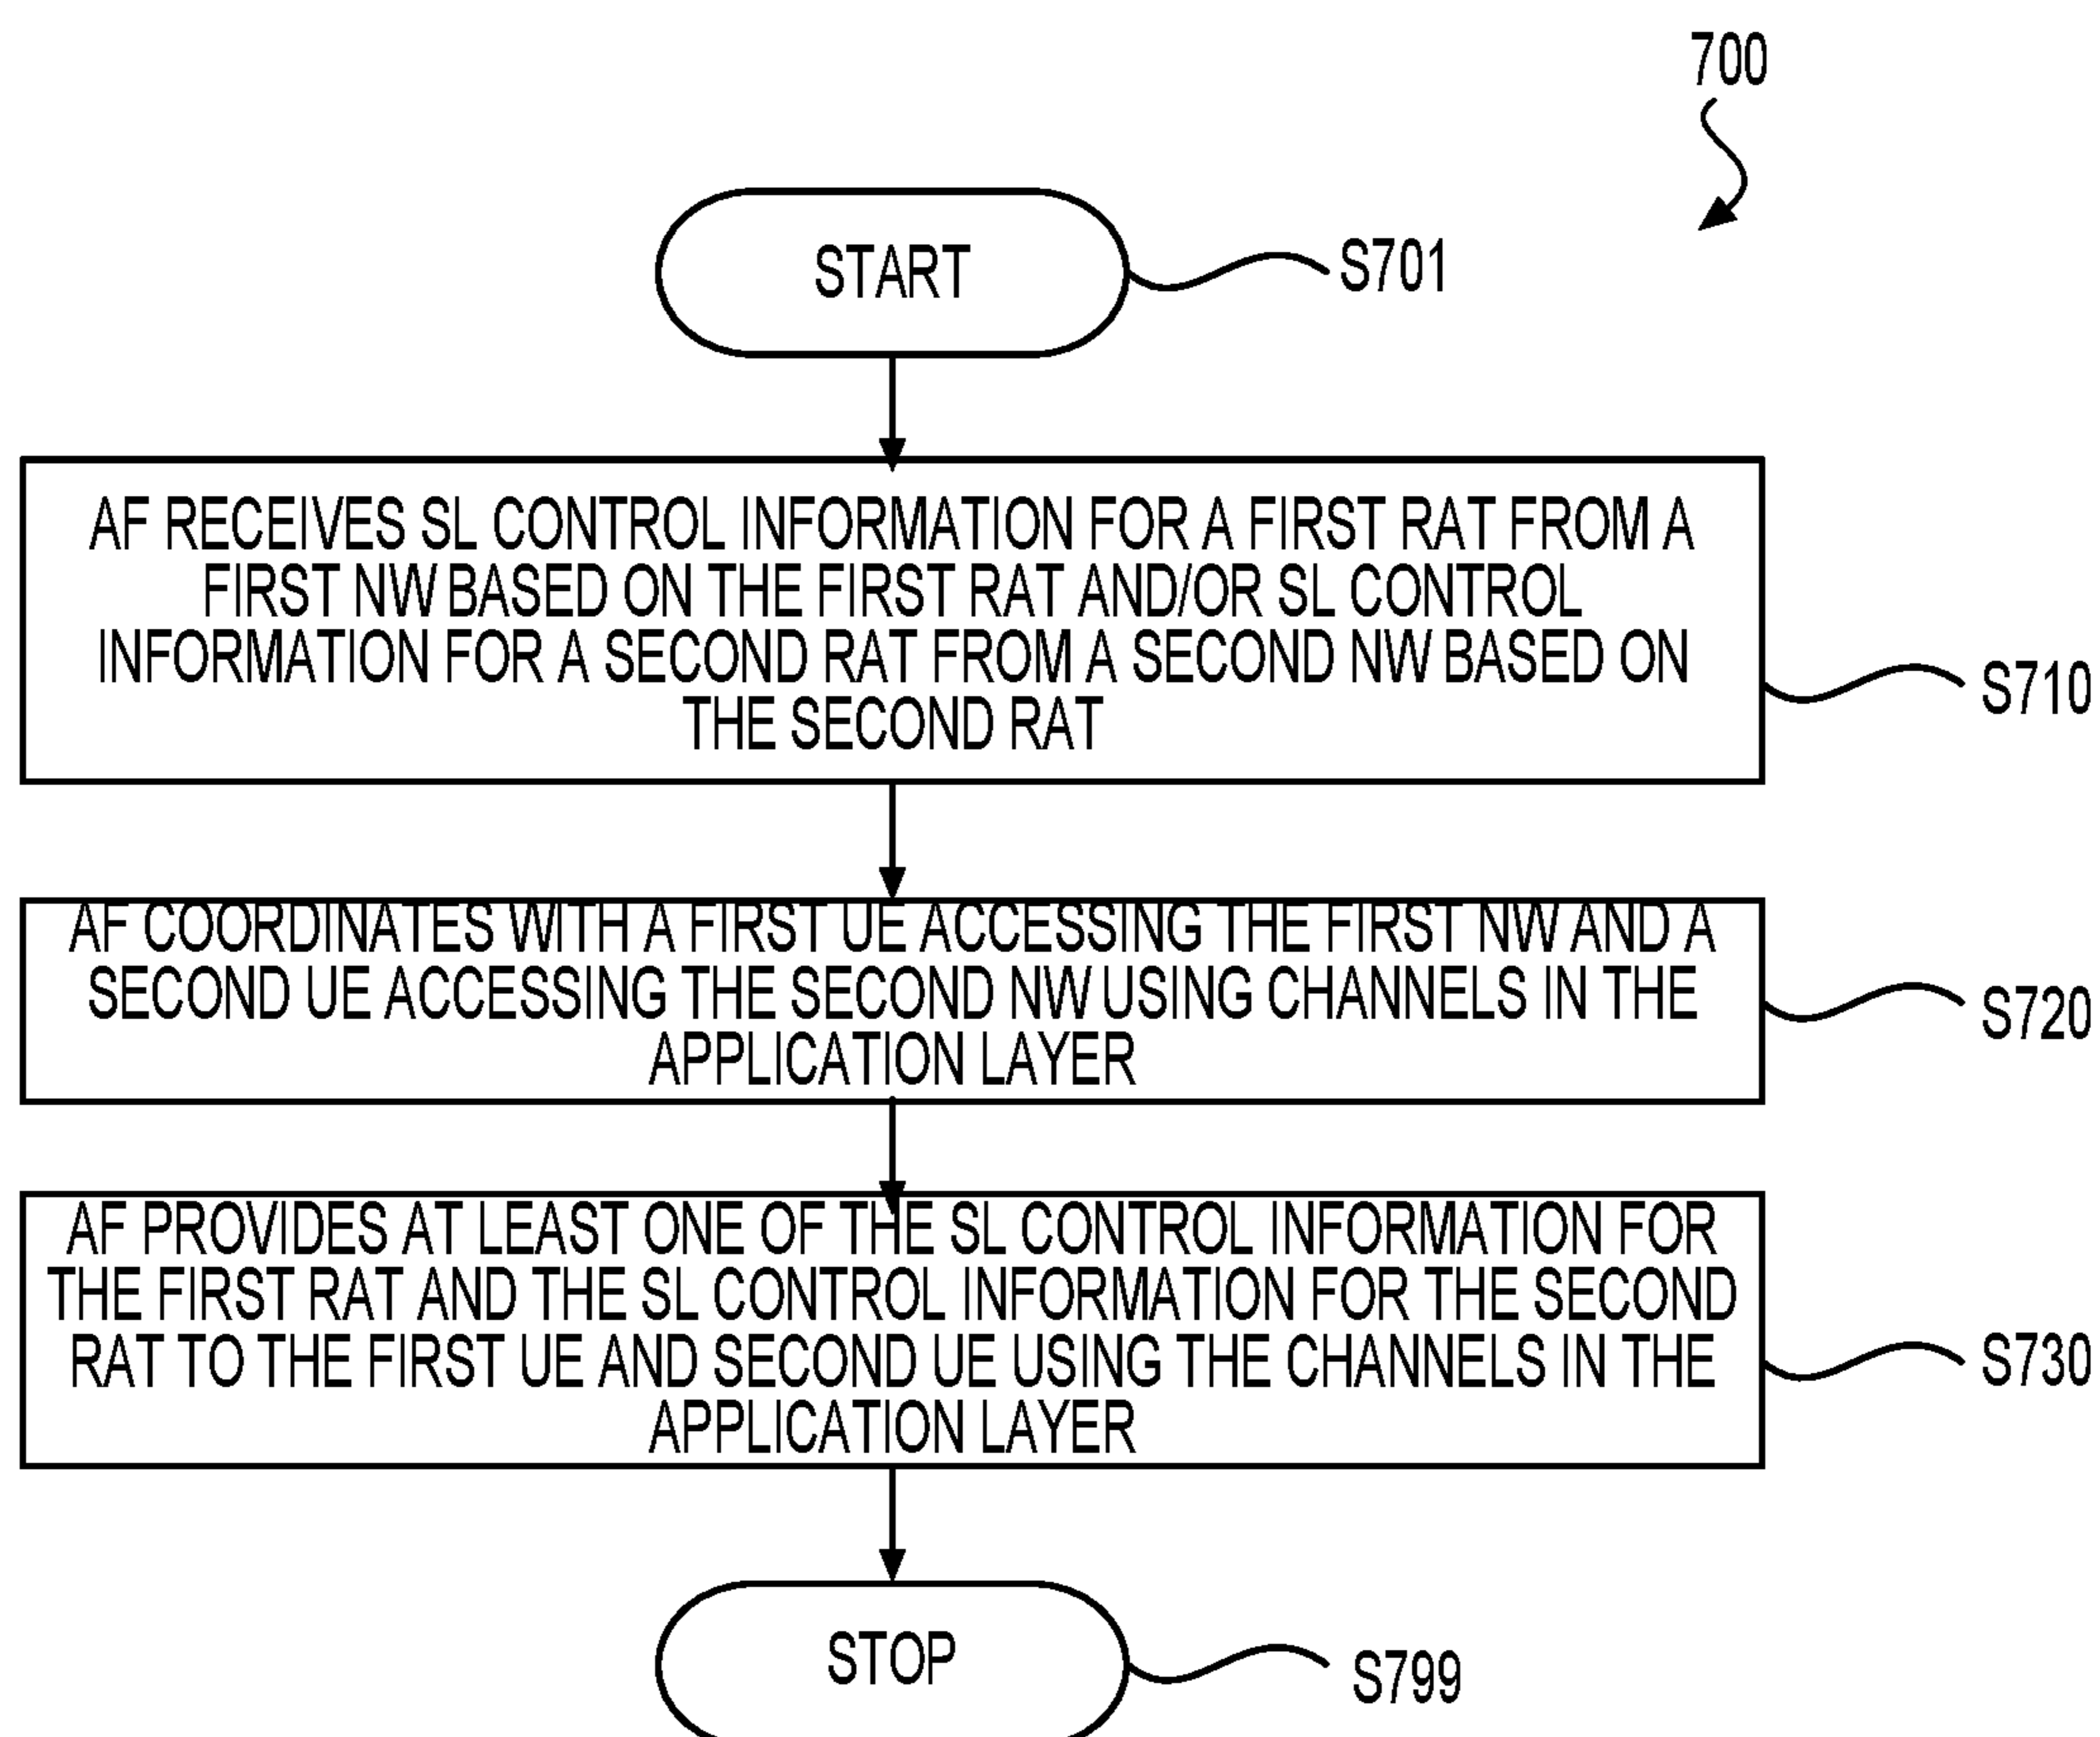 700
START
S701
AF RECEIVES SL CONTROL INFORMATION FOR A FIRST RAT FROM A
FIRST NW BASED ON THE FIRST RAT AND/OR SL CONTROL
INFORMATION FOR A SECOND RAT FROM A SECOND NW BASED ON
THE SECOND RAT
S710
AF COORDINATES WITH A FIRST UE ACCESSING THE FIRST NW AND A
SECOND UE ACCESSING THE SECOND NW USING CHANNELS IN THE
APPLICATION LAYER
S720
AF PROVIDES AT LEAST ONE OF THE SL CONTROL INFORMATION FOR
THE FIRST RAT AND THE SL CONTROL INFORMATION FOR THE SECOND
RAT TO THE FIRST UE AND SECOND UE USING THE CHANNELS IN THE
APPLICATION LAYER
S730
STOP
S799